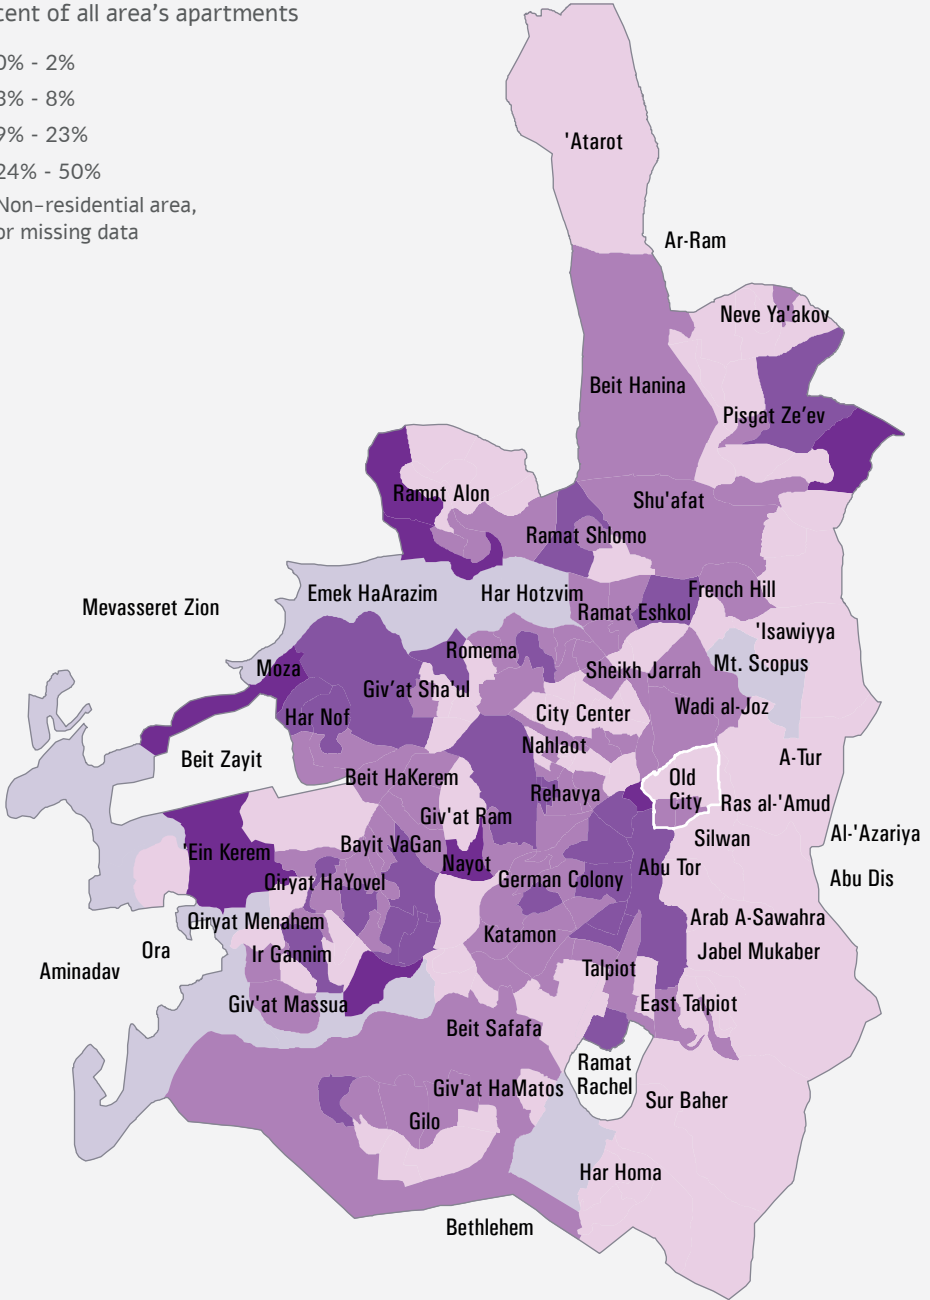 cent of all area's apartments
0% - 2%
3% - 8%
9% - 23%
24% - 50%
Non-residential area,
or missing data
'Atarot
Ar-Ram
Neve Ya'akov
Beit Hanina
Pisgat Ze'ev
Ramot Alon
Shu'afat
Ramat Shlomo
Emek HaArazim
Har Hotzvim
French Hill
Mevasseret Zion
Ramat Eshkol
'Isawiyya
Romema
Moza
Sheikh Jarrah
Mt. Scopus
Giv'at Sha'ul
Har Nof
City Center
Wadi al-Joz
Nahlaot
Beit Zayit
A-Tur
Beit HaKerem
Old
City
Rehavya
Ras al-'Amud
Giv'at Ram
Silwan
Al-'Azariya
Bayit VaGan
'Ein Kerem
Nayot
Abu Tor
Abu Dis
Qiryat HaYovel
German Colony
Qiryat Menahem
Arab A-Sawahra
Katamon
Ora
Ir Gannim
Jabel Mukaber
Aminadav
Talpiot
Giv'at Massua
East Talpiot
Beit Safafa
Ramat
Rachel
Giv'at HaMatos
Sur Baher
Gilo
Har Homa
Bethlehem